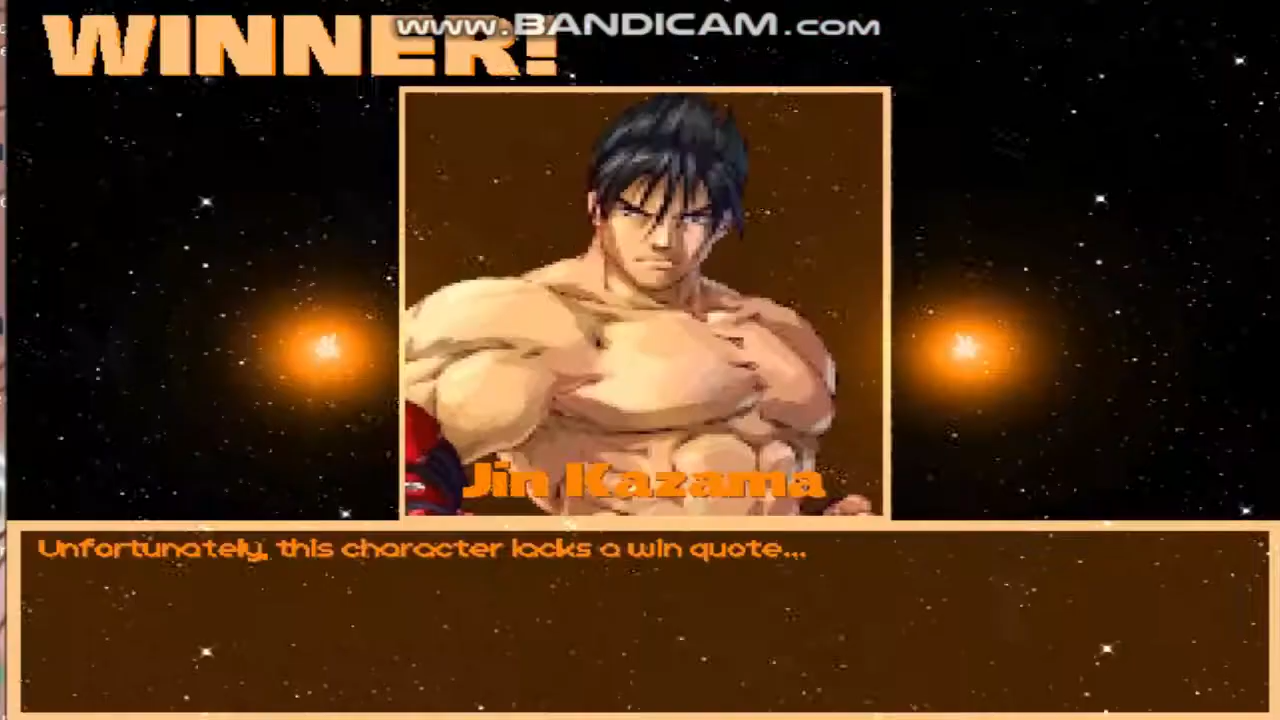 WINNER!
www.BANDICAM.com
Jin Kazama
Unfortunately, this character lacks a win quote...